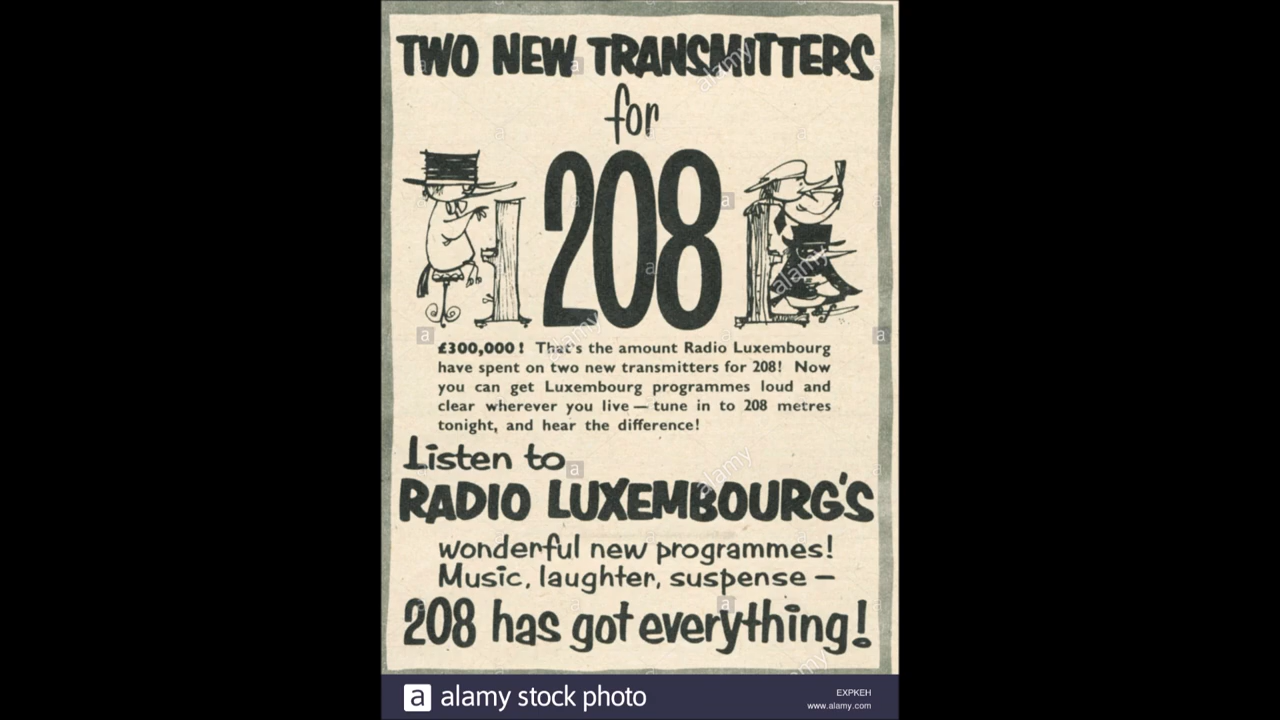 TWO NEW TRANSMITTERS
for
208
£300,000! That's the amount Radio Luxembourg
have spent on two new transmitters for 208! Now
you can get Luxembourg programmes loud and
clear wherever you live — tune in to 208 metres
tonight, and hear the difference!
Listen to
RADIO LUXEMBOURG'S
wonderful new programmes!
Music, laughter, suspense —
208 has got everything!
a alamy stock photo
EXPKEH
www.alamy.com